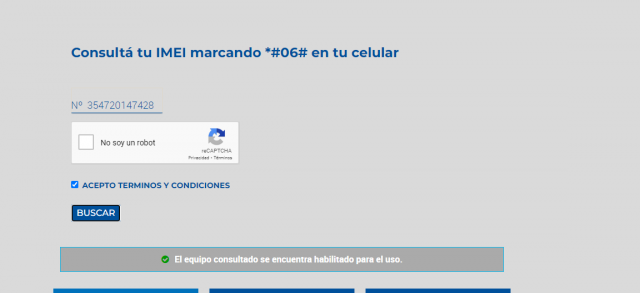 Consultá tu IMEI marcando *#06# en tu celular
Nº 354720147428
No soy un robot
reCAPTCHA
Privacidad - Términos
ACEPTO TERMINOS Y CONDICIONES
BUSCAR
El equipo consultado se encuentra habilitado para el uso.